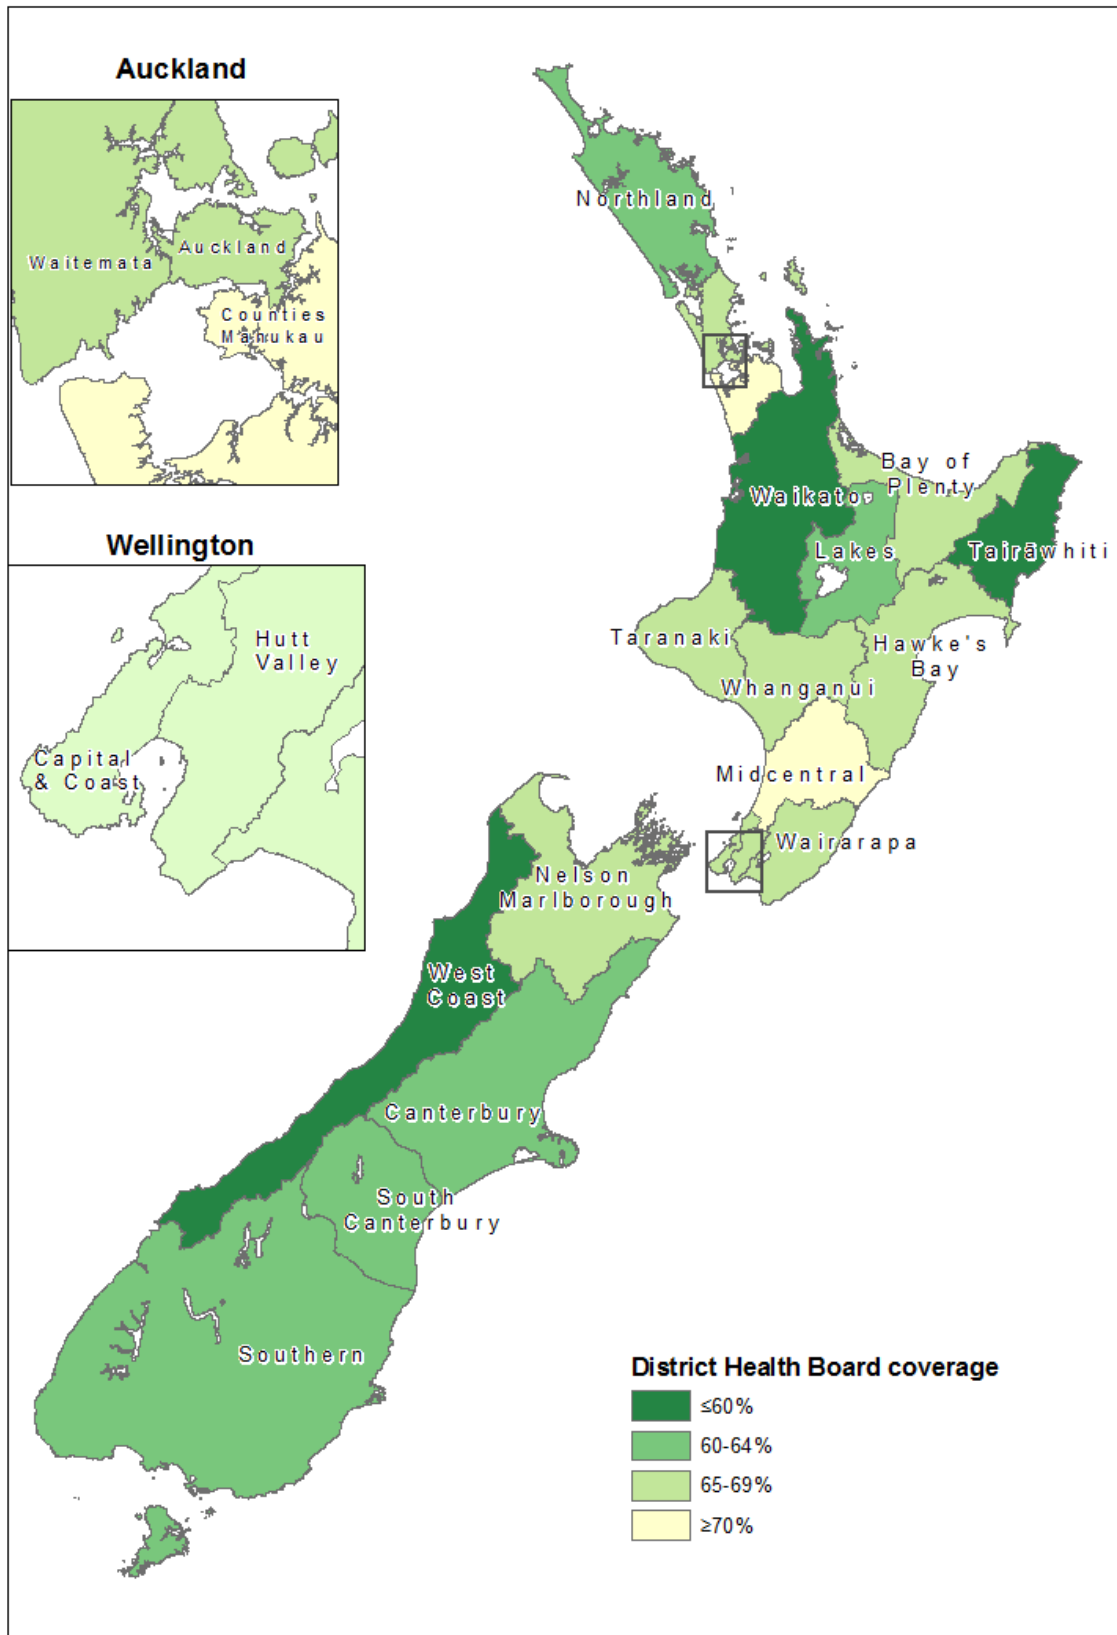 Auckland
Waitemata
Auckland
Counties
Manukau
Wellington
Hutt
Valley
Capital
& Coast
Northland
Waikato
Bay of
Plenty
Lakes
Tairāwhiti
Taranaki
Hawke's
Bay
Whanganui
Midcentral
Wairarapa
Nelson
Marlborough
West
Coast
Canterbury
South
Canterbury
Southern
District Health Board coverage
≤60%
60-64%
65-69%
≥70%